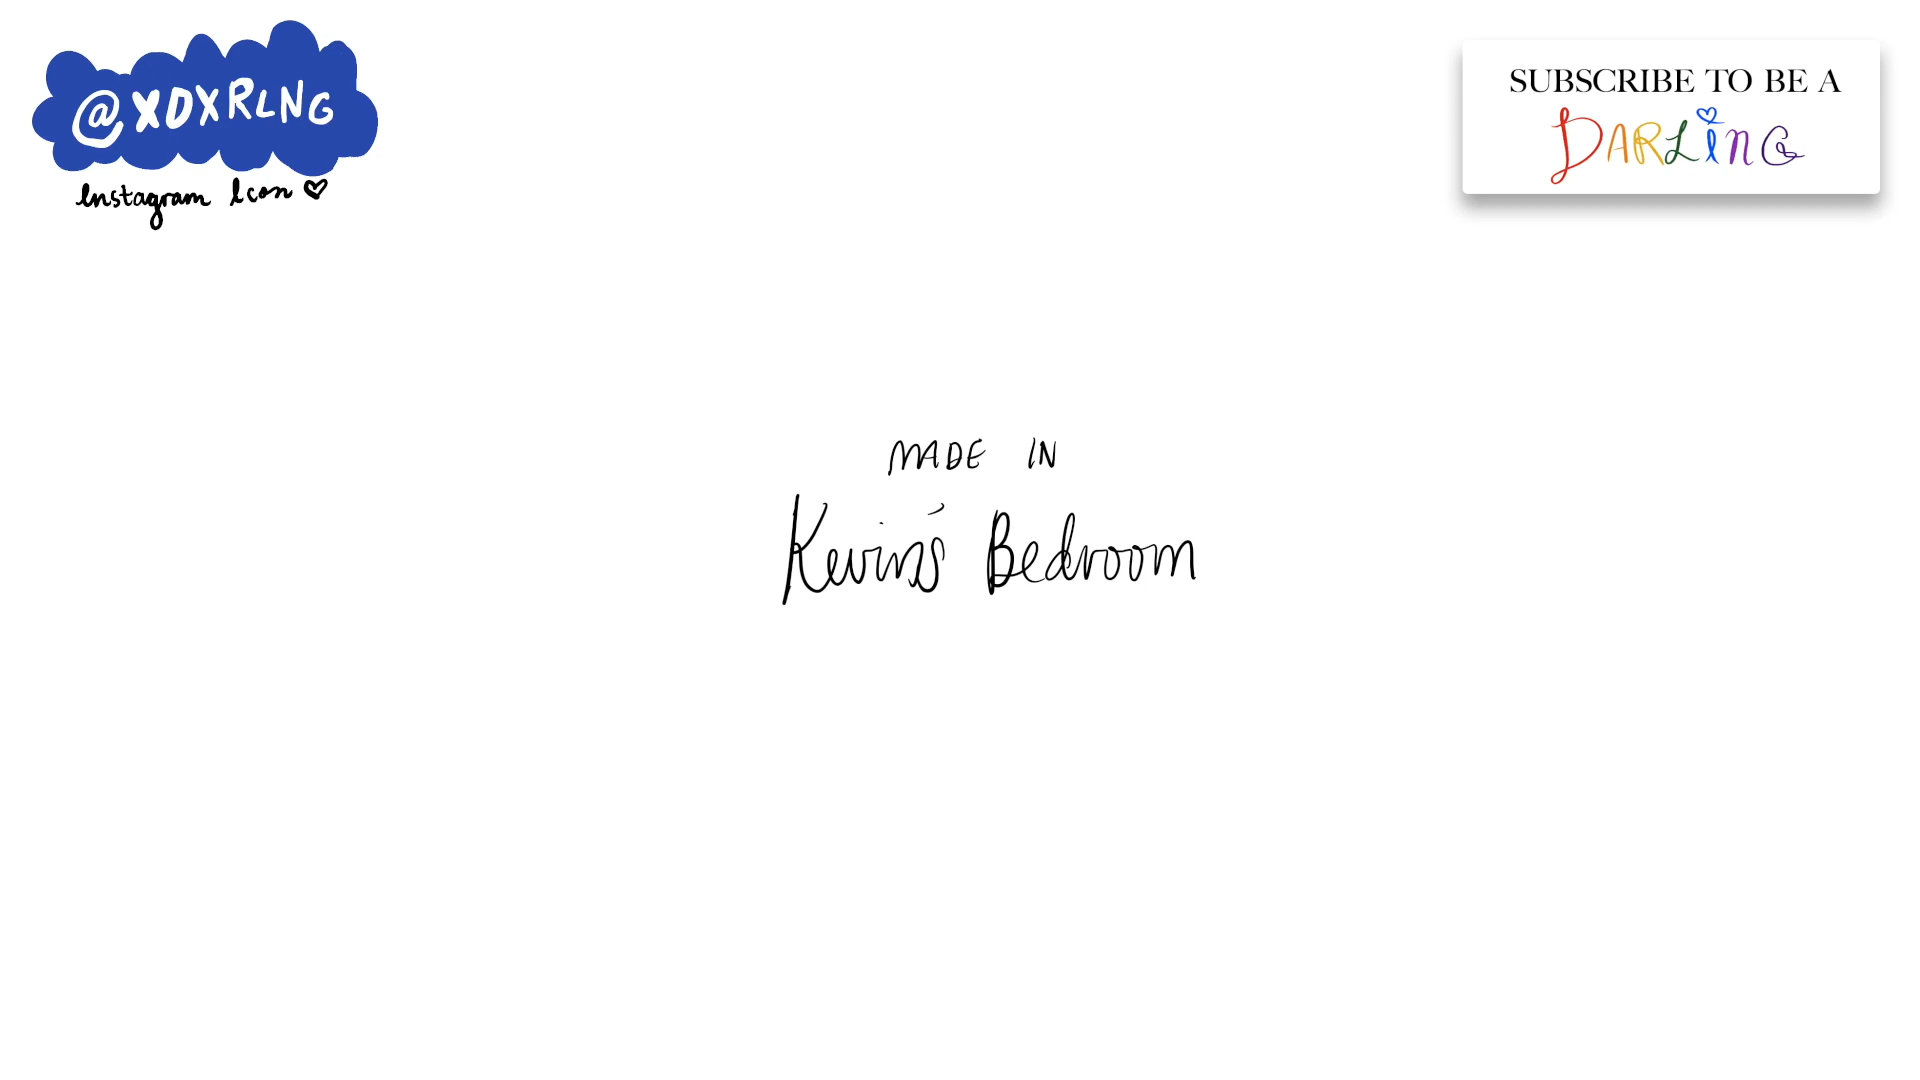 @XDXRLNG
Instagram Icon
SUBSCRIBE TO BE A
DARLiNG
MADE IN
Kevin's Bedroom